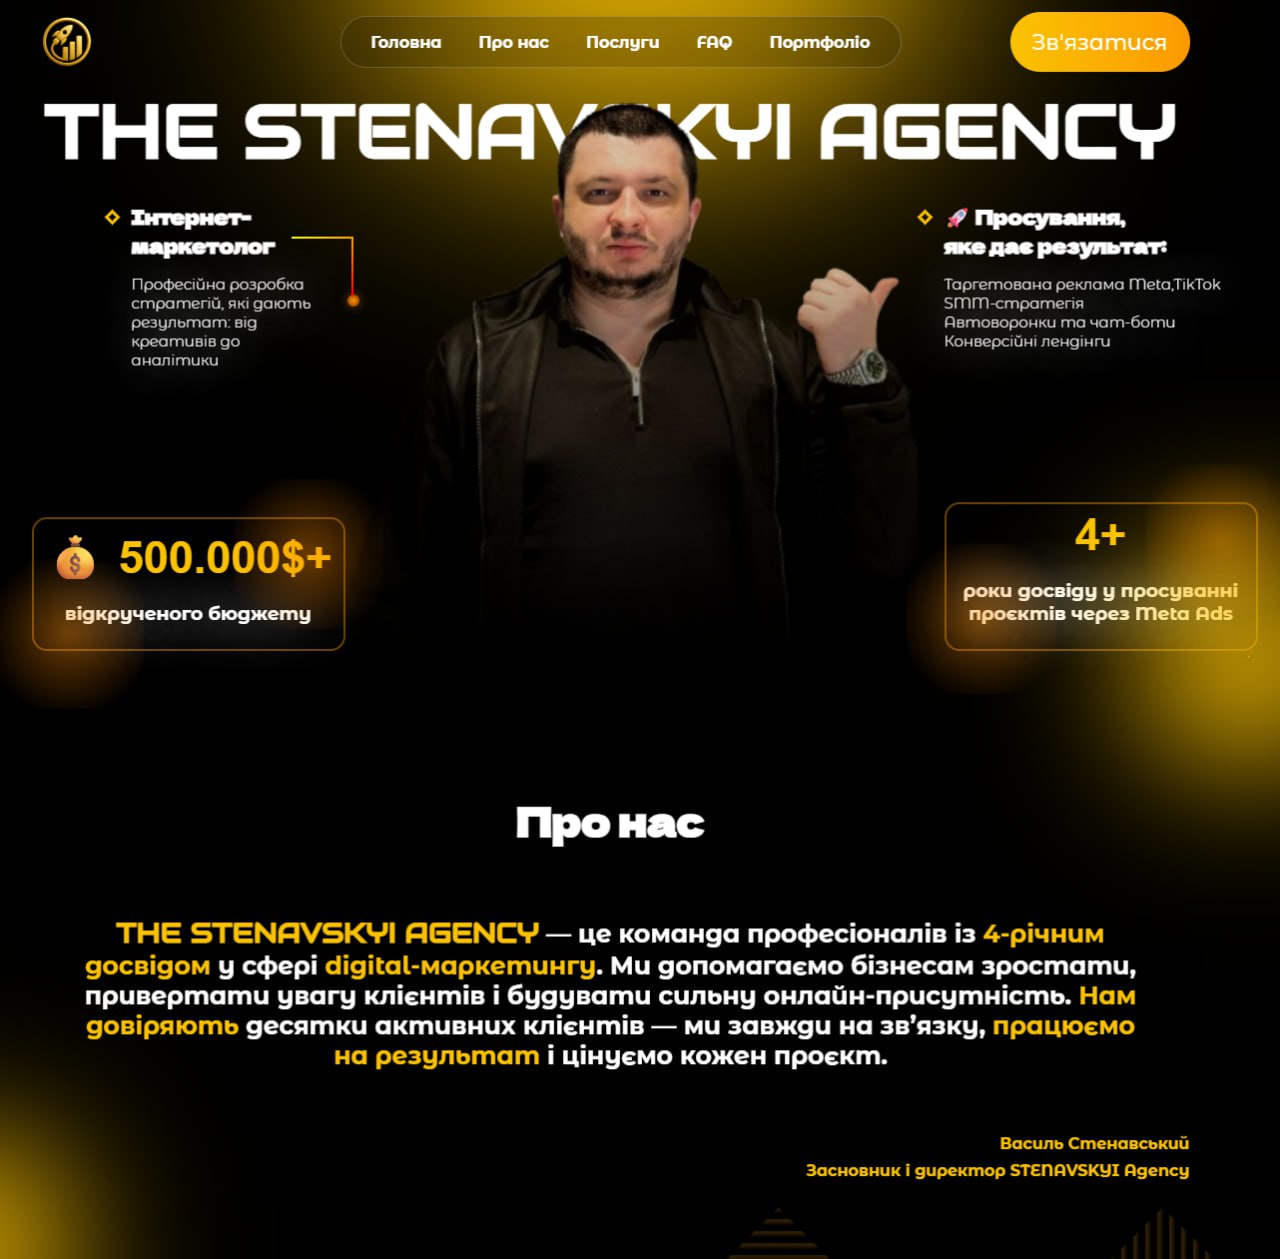 Головна Про нас Послуги FAQ Портфоліо
Зв'язатися
THE STENAVSKYI AGENCY
Інтернет-
маркетолог
Професійна розробка
стратегій, які дають
результат: від
креативів до
аналітики
🚀 Просування,
яке дає результат:
Таргетована реклама Meta,TikTok
SMM-стратегія
Автоворонки та чат-боти
Конверсійні лендінги
500.000$+
відкрученого бюджету
4+
роки досвіду у просуванні
проєктів через Meta Ads
Про нас
THE STENAVSKYI AGENCY — це команда професіоналів із 4-річним
досвідом у сфері digital-маркетингу. Ми допомагаємо бізнесам зростати,
привертати увагу клієнтів і будувати сильну онлайн-присутність. Нам
довіряють десятки активних клієнтів — ми завжди на зв’язку, працюємо
на результат і цінуємо кожен проєкт.
Василь Стенавський
Засновник і директор STENAVSKYI Agency